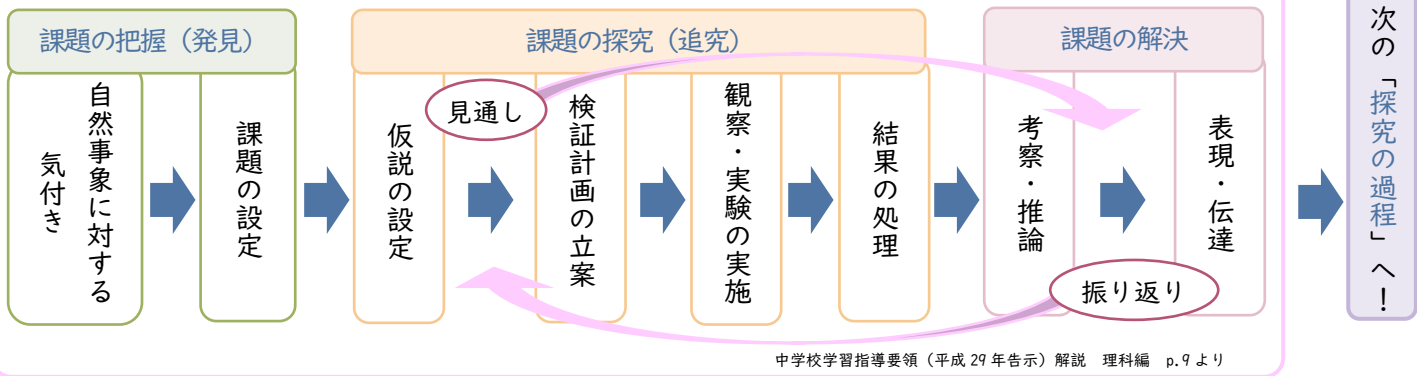 課題の把握（発見）
自然事象に対する
気付き
課題の設定
課題の探究（追究）
仮説の設定
見通し
検証計画の立案
観察・実験の実施
結果の処理
課題の解決
考察・推論
振り返り
表現・伝達
次の「探究の過程」へ！
中学校学習指導要領（平成 29 年告示）解説　理科編　p.9 より